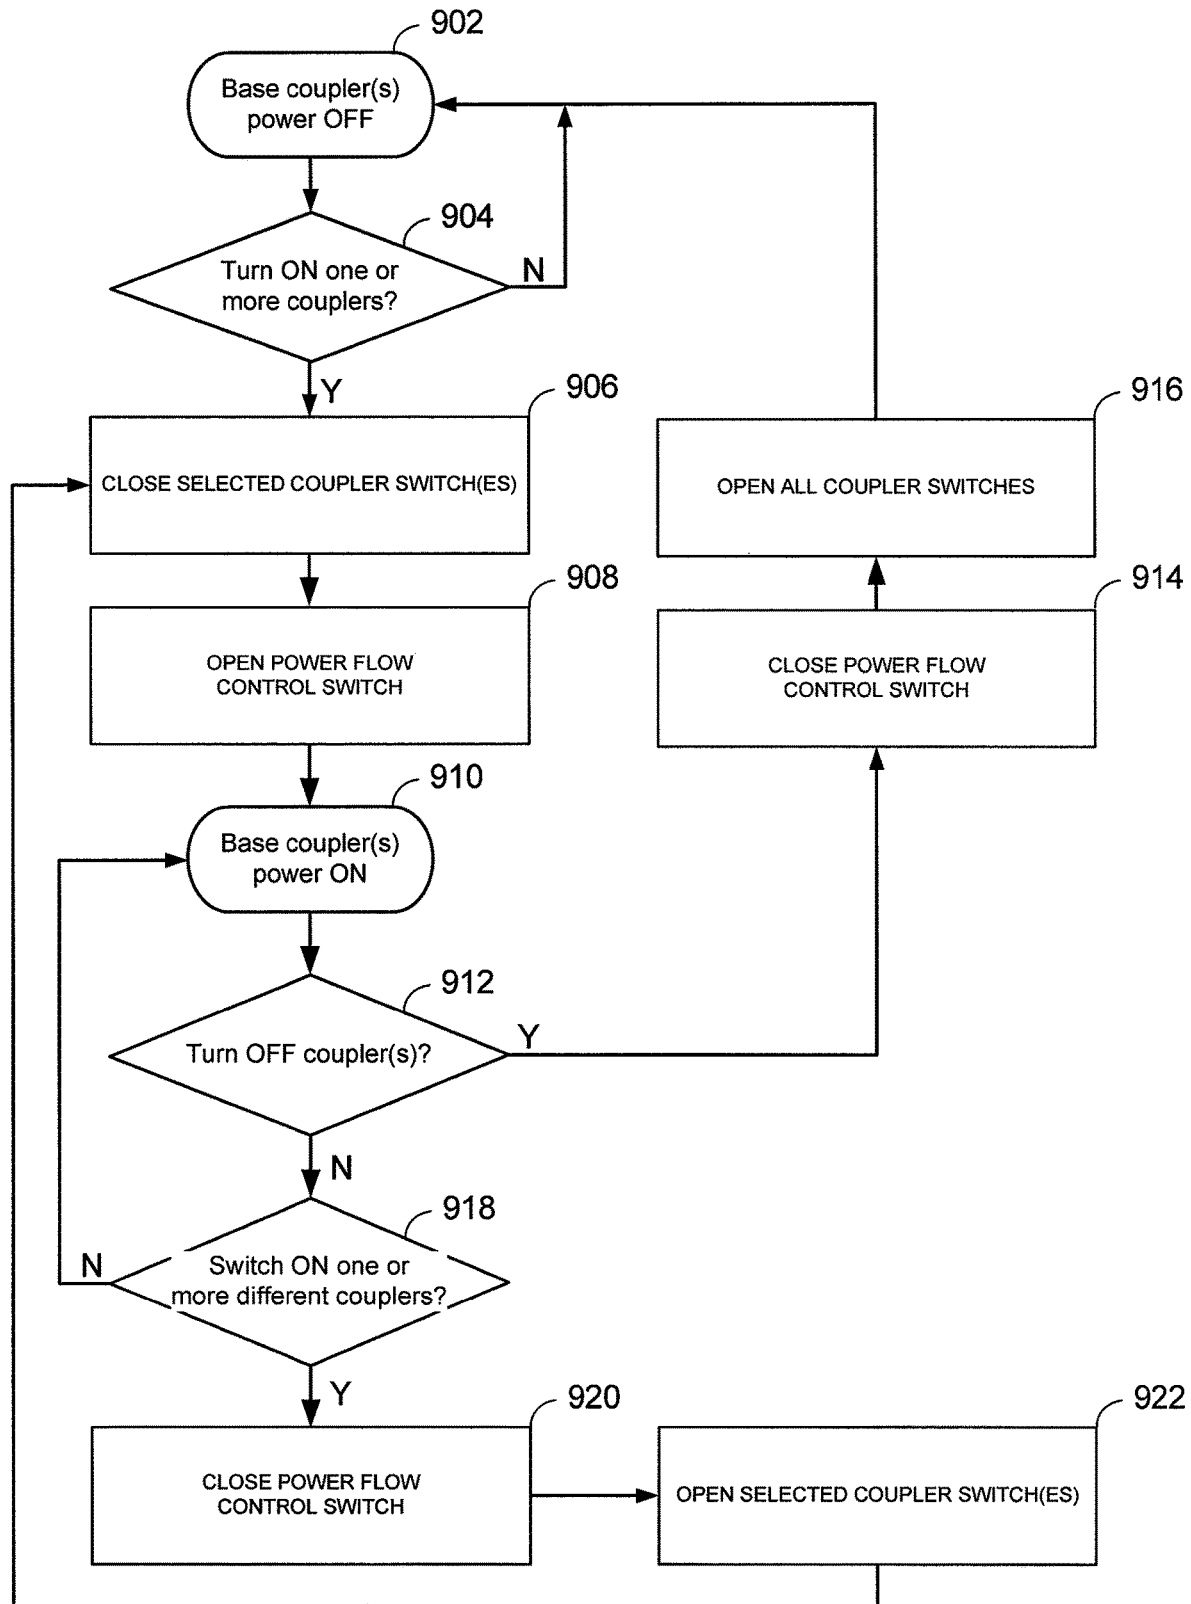 902
Base coupler(s)
power OFF
904
Turn ON one or
more couplers?
N
Y
906
CLOSE SELECTED COUPLER SWITCH(ES)
916
OPEN ALL COUPLER SWITCHES
908
OPEN POWER FLOW
CONTROL SWITCH
914
CLOSE POWER FLOW
CONTROL SWITCH
910
Base coupler(s)
power ON
912
Turn OFF coupler(s)?
Y
N
918
Switch ON one or
more different couplers?
N
Y
920
CLOSE POWER FLOW
CONTROL SWITCH
922
OPEN SELECTED COUPLER SWITCH(ES)